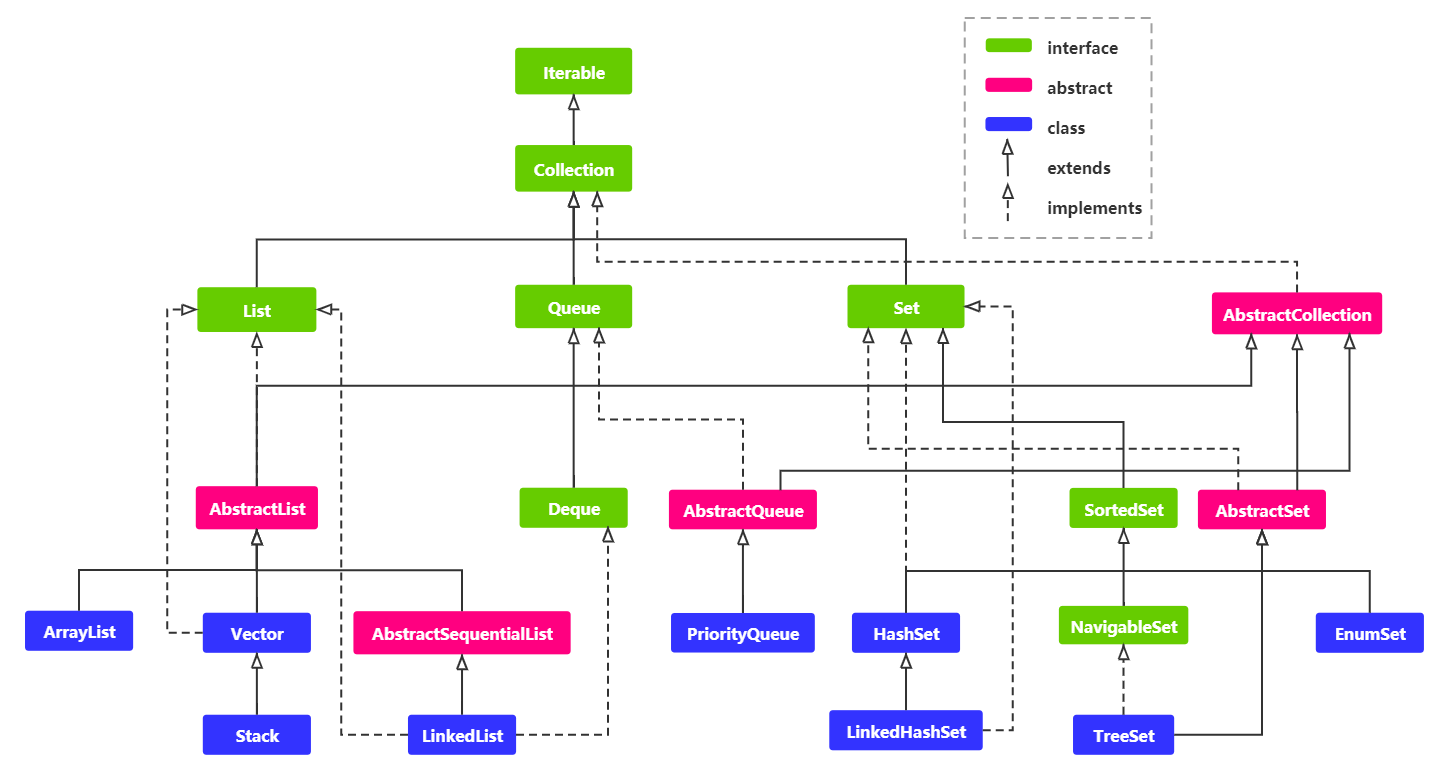 interface
abstract
class
extends
implements
Iterable
Collection
List
Queue
Set
AbstractCollection
AbstractList
Deque
AbstractQueue
SortedSet
AbstractSet
ArrayList
Vector
AbstractSequentialList
PriorityQueue
HashSet
NavigableSet
EnumSet
Stack
LinkedList
LinkedHashSet
TreeSet